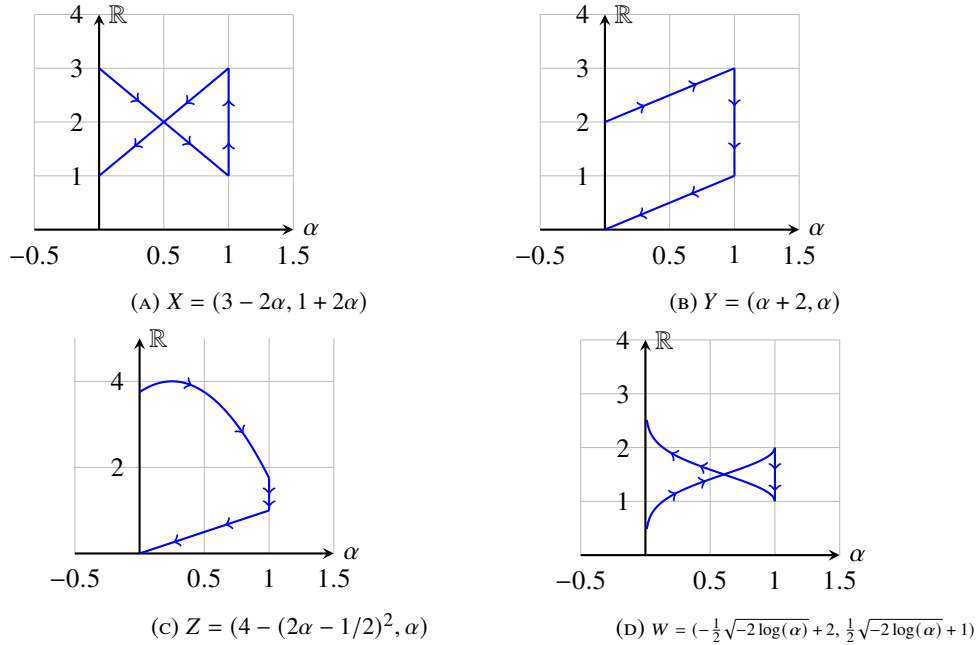 4 ℝ
3
2
1
α
−0.5 0.5 1 1.5
(A) X = (3 − 2α, 1 + 2α)
4 ℝ
3
2
1
α
−0.5 0.5 1 1.5
(B) Y = (α + 2, α)
ℝ
4
2
α
−0.5 0.5 1 1.5
(C) Z = (4 − (2α − 1/2)², α)
4 ℝ
3
2
1
α
−0.5 0.5 1 1.5
(D) W = (−½√−2 log(α) + 2, ½√−2 log(α) + 1)